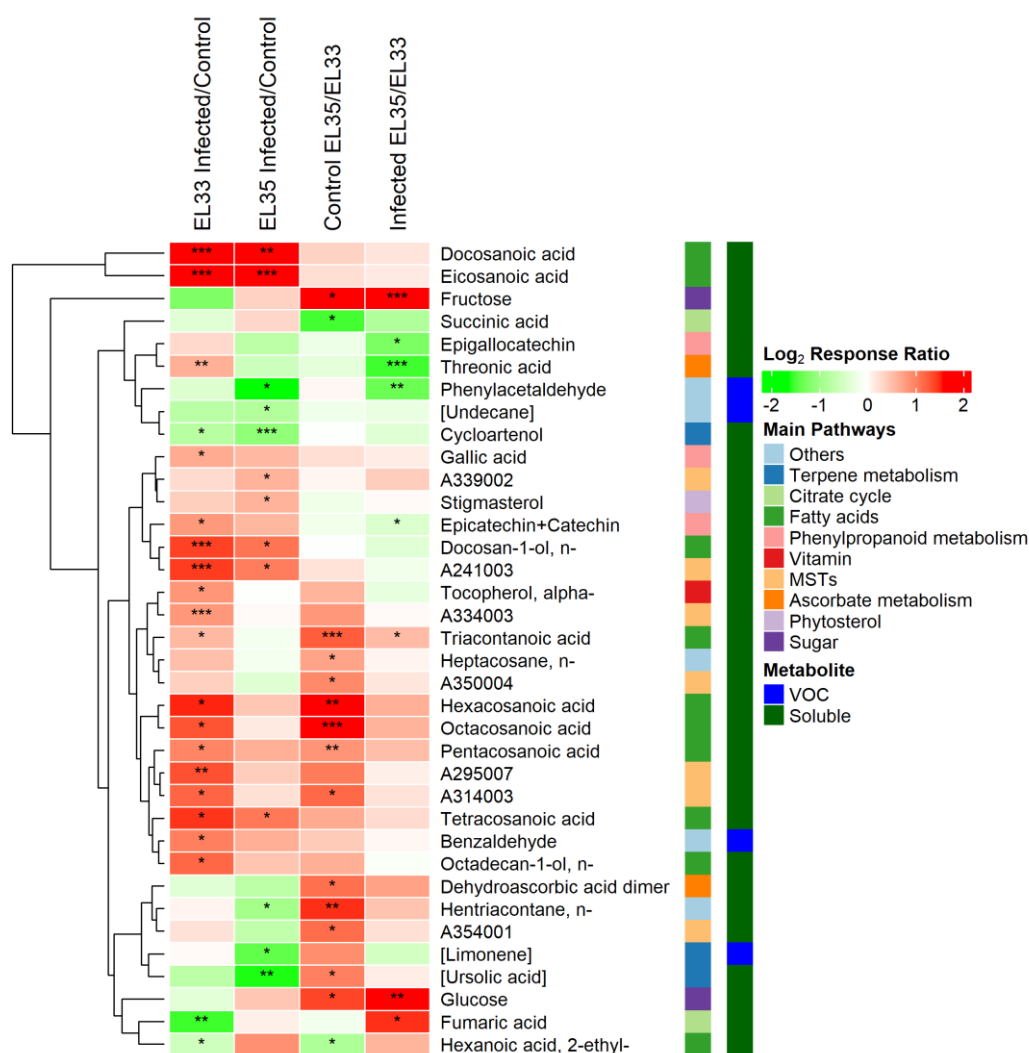 EL33 Infected/Control
EL35 Infected/Control
Control EL35/EL33
Infected EL35/EL33
*** ** Docosanoic acid
*** *** Eicosanoic acid
* *** Fructose
* Succinic acid
* Epigallocatechin
** *** Threonic acid
* ** Phenylacetaldehyde
* [Undecane]
* *** Cycloartenol
* Gallic acid
* A339002
* Stigmasterol
* * Epicatechin+Catechin
*** * Docosan-1-ol, n-
*** * A241003
* Tocopherol, alpha-
*** A334003
* *** * Triacontanoic acid
* Heptacosane, n-
* A350004
* ** Hexacosanoic acid
* *** Octacosanoic acid
* ** Pentacosanoic acid
** A295007
* * A314003
* * Tetracosanoic acid
* Benzaldehyde
* Octadecan-1-ol, n-
* Dehydroascorbic acid dimer
* ** Hentriacontane, n-
* A354001
* [Limonene]
** * [Ursolic acid]
* ** Glucose
** * Fumaric acid
* * Hexanoic acid, 2-ethyl-
Log2 Response Ratio
-2 -1 0 1 2
Main Pathways
Others
Terpene metabolism
Citrate cycle
Fatty acids
Phenylpropanoid metabolism
Vitamin
MSTs
Ascorbate metabolism
Phytosterol
Sugar
Metabolite
VOC
Soluble